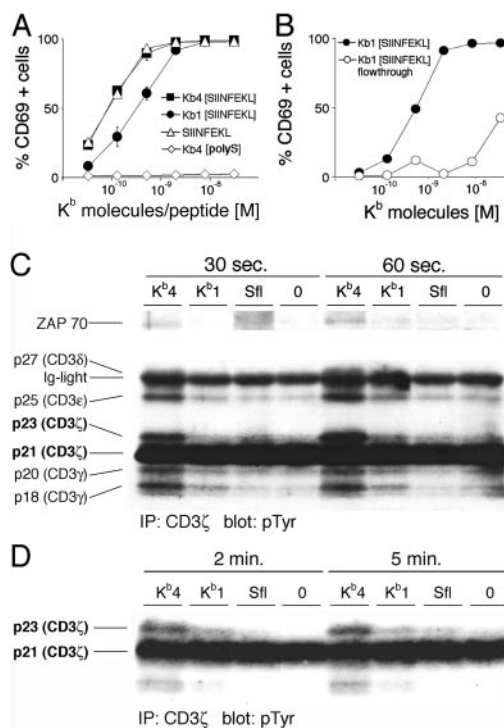 A
B
100
50
0
% CD69 + cells
Kb4 [SIINFEKL]
Kb1 [SIINFEKL]
SIINFEKL
Kb4 [polyS]
10⁻¹⁰ 10⁻⁹ 10⁻⁸
Kᵇ molecules/peptide [M]
100
50
0
% CD69 + cells
Kb1 [SIINFEKL]
Kb1 [SIINFEKL]
flowthrough
10⁻¹⁰ 10⁻⁹ 10⁻⁸
Kᵇ molecules [M]
C
30 sec. 60 sec.
Kᵇ4 Kᵇ1 Sfl 0 Kᵇ4 Kᵇ1 Sfl 0
ZAP 70
p27 (CD3δ)
Ig-light
p25 (CD3ε)
p23 (CD3ζ)
p21 (CD3ζ)
p20 (CD3γ)
p18 (CD3γ)
IP: CD3ζ blot: pTyr
D
2 min. 5 min.
Kᵇ4 Kᵇ1 Sfl 0 Kᵇ4 Kᵇ1 Sfl 0
p23 (CD3ζ)
p21 (CD3ζ)
IP: CD3ζ blot: pTyr